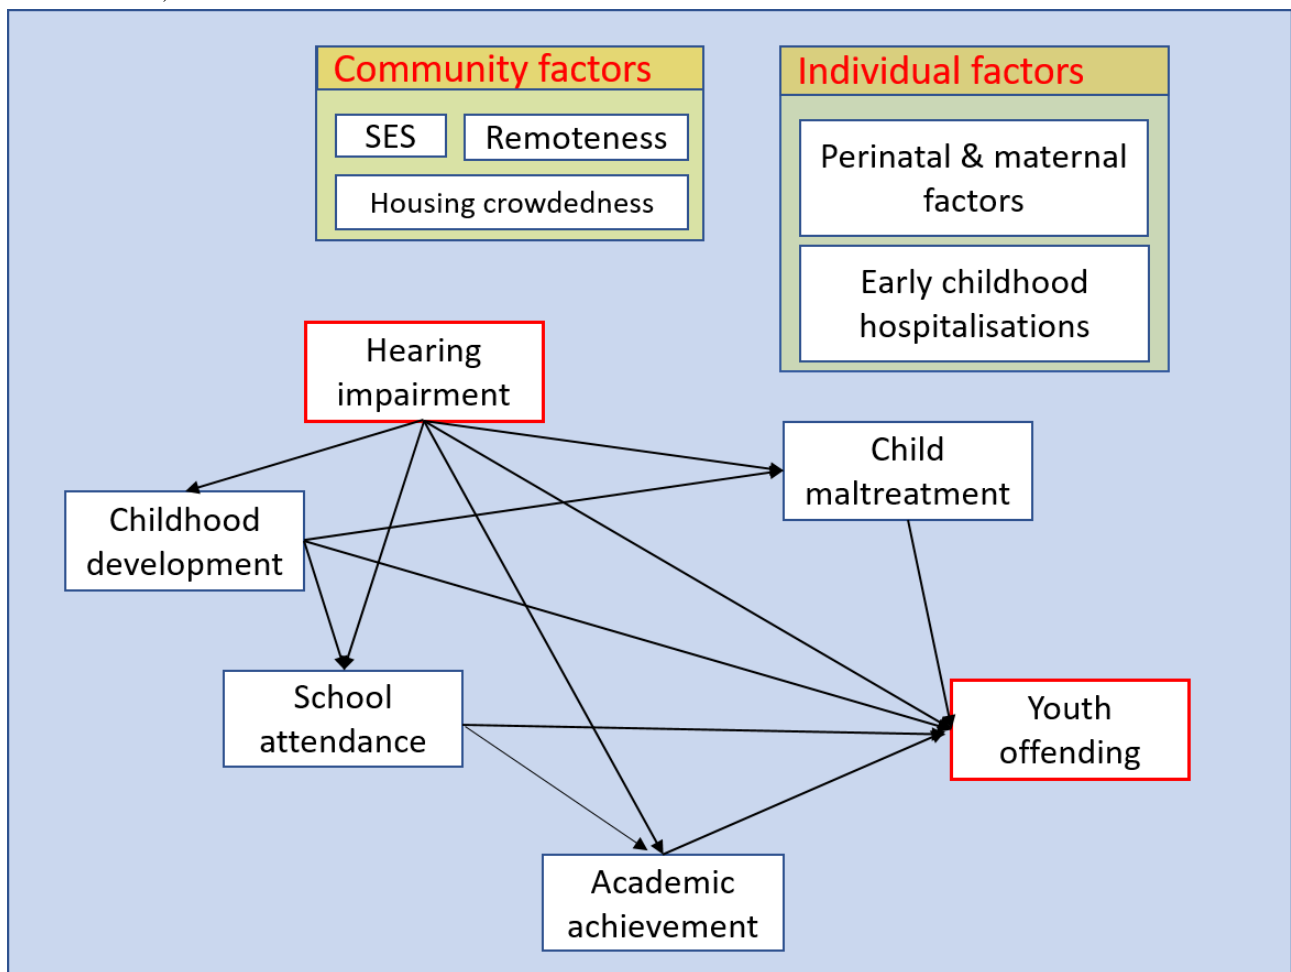 Community factors
SES
Remoteness
Housing crowdedness
Individual factors
Perinatal & maternal
factors
Early childhood
hospitalisations
Hearing
impairment
Child
maltreatment
Childhood
development
School
attendance
Youth
offending
Academic
achievement